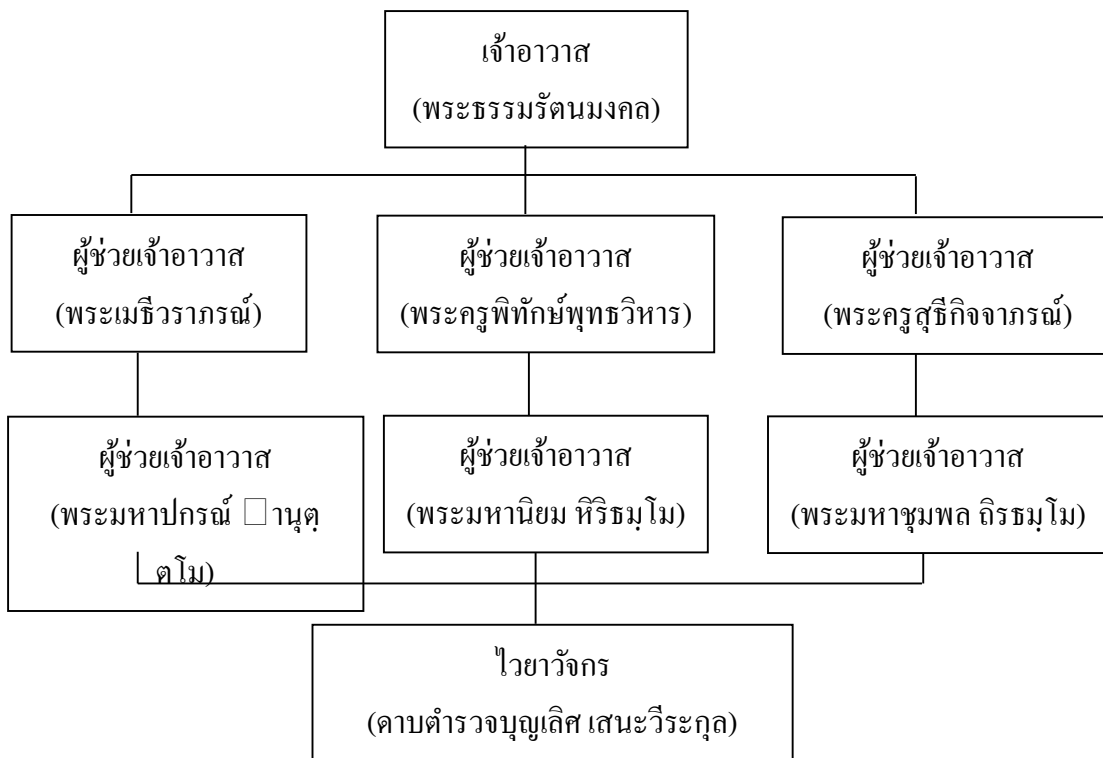 เจ้าอาวาส
(พระธรรมรัตนมงคล)
ผู้ช่วยเจ้าอาวาส
(พระเมธีวราภรณ์)
ผู้ช่วยเจ้าอาวาส
(พระครูพิทักษ์พุทธวิหาร)
ผู้ช่วยเจ้าอาวาส
(พระครูสุธีกิจจาภรณ์)
ผู้ช่วยเจ้าอาวาส
(พระมหาปกรณ์ □านุตฺ
ตโม)
ผู้ช่วยเจ้าอาวาส
(พระมหานิยม หิริธมฺโม)
ผู้ช่วยเจ้าอาวาส
(พระมหาชุมพล ถิรธมฺโม)
ไวยาวัจกร
(ดาบตำรวจบุญเลิศ เสนะวีระกุล)